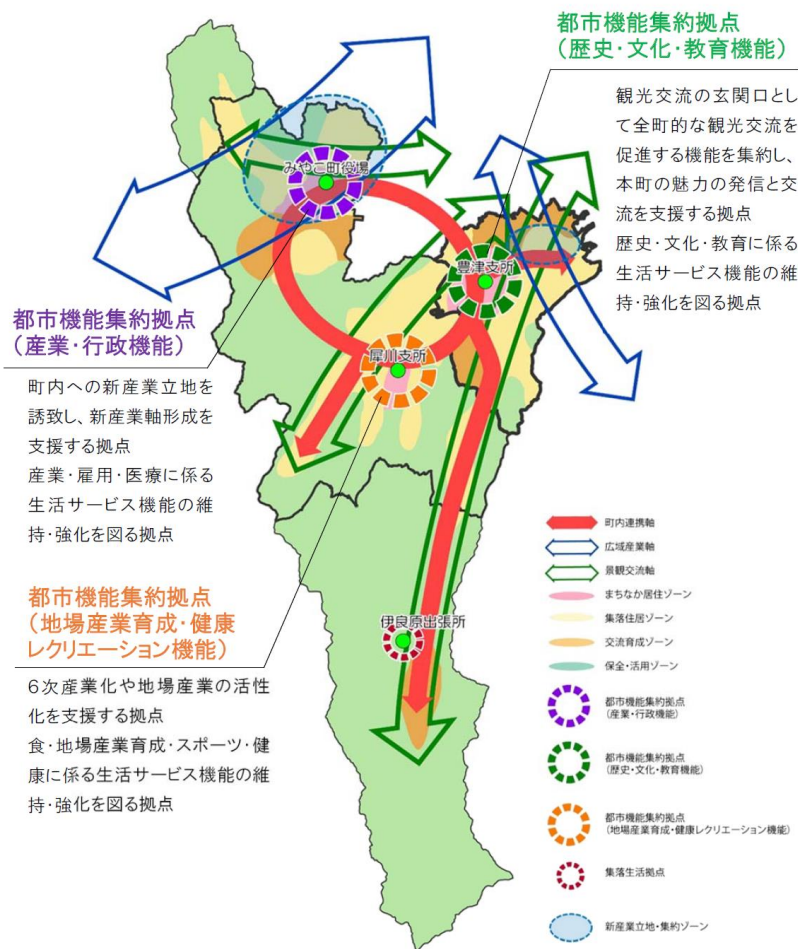 都市機能集約拠点
（歴史・文化・教育機能）
観光交流の玄関口とし
て全町的な観光交流を
促進する機能を集約し、
本町の魅力の発信と交
流を支援する拠点
歴史・文化・教育に係る
生活サービス機能の維
持・強化を図る拠点
みやこ町役場
豊津支所
犀川支所
都市機能集約拠点
（産業・行政機能）
町内への新産業立地を
誘致し、新産業軸形成を
支援する拠点
産業・雇用・医療に係る
生活サービス機能の維
持・強化を図る拠点
都市機能集約拠点
（地場産業育成・健康
レクリエーション機能）
６次産業化や地場産業の活性
化を支援する拠点
食・地場産業育成・スポーツ・健
康に係る生活サービス機能の維
持・強化を図る拠点
伊良原出張所
町内連携軸
広域産業軸
景観交流軸
まちなか居住ゾーン
集落住居ゾーン
交流育成ゾーン
保全・活用ゾーン
都市機能集約拠点
（産業・行政機能）
都市機能集約拠点
（歴史・文化・教育機能）
都市機能集約拠点
（地場産業育成・健康レクリエーション機能）
集落生活拠点
新産業立地・集約ゾーン